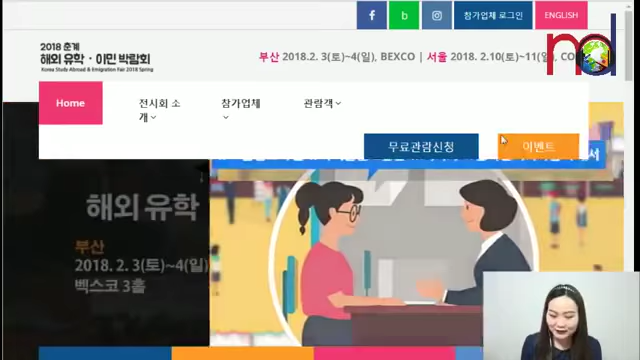 f b 참가업체 로그인 ENGLISH
2018 춘계
해외 유학·이민 박람회
Korea Study Abroad & Emigration Fair 2018 Spring
부산 2018.2. 3(토)~4(일), BEXCO | 서울 2018. 2.10(토)~11(일), CO
nd
Home 전시회 소개 참가업체 관람객
무료관람신청 이벤트
해외 유학
부산
2018. 2. 3(토)~4(일)
벡스코 3홀